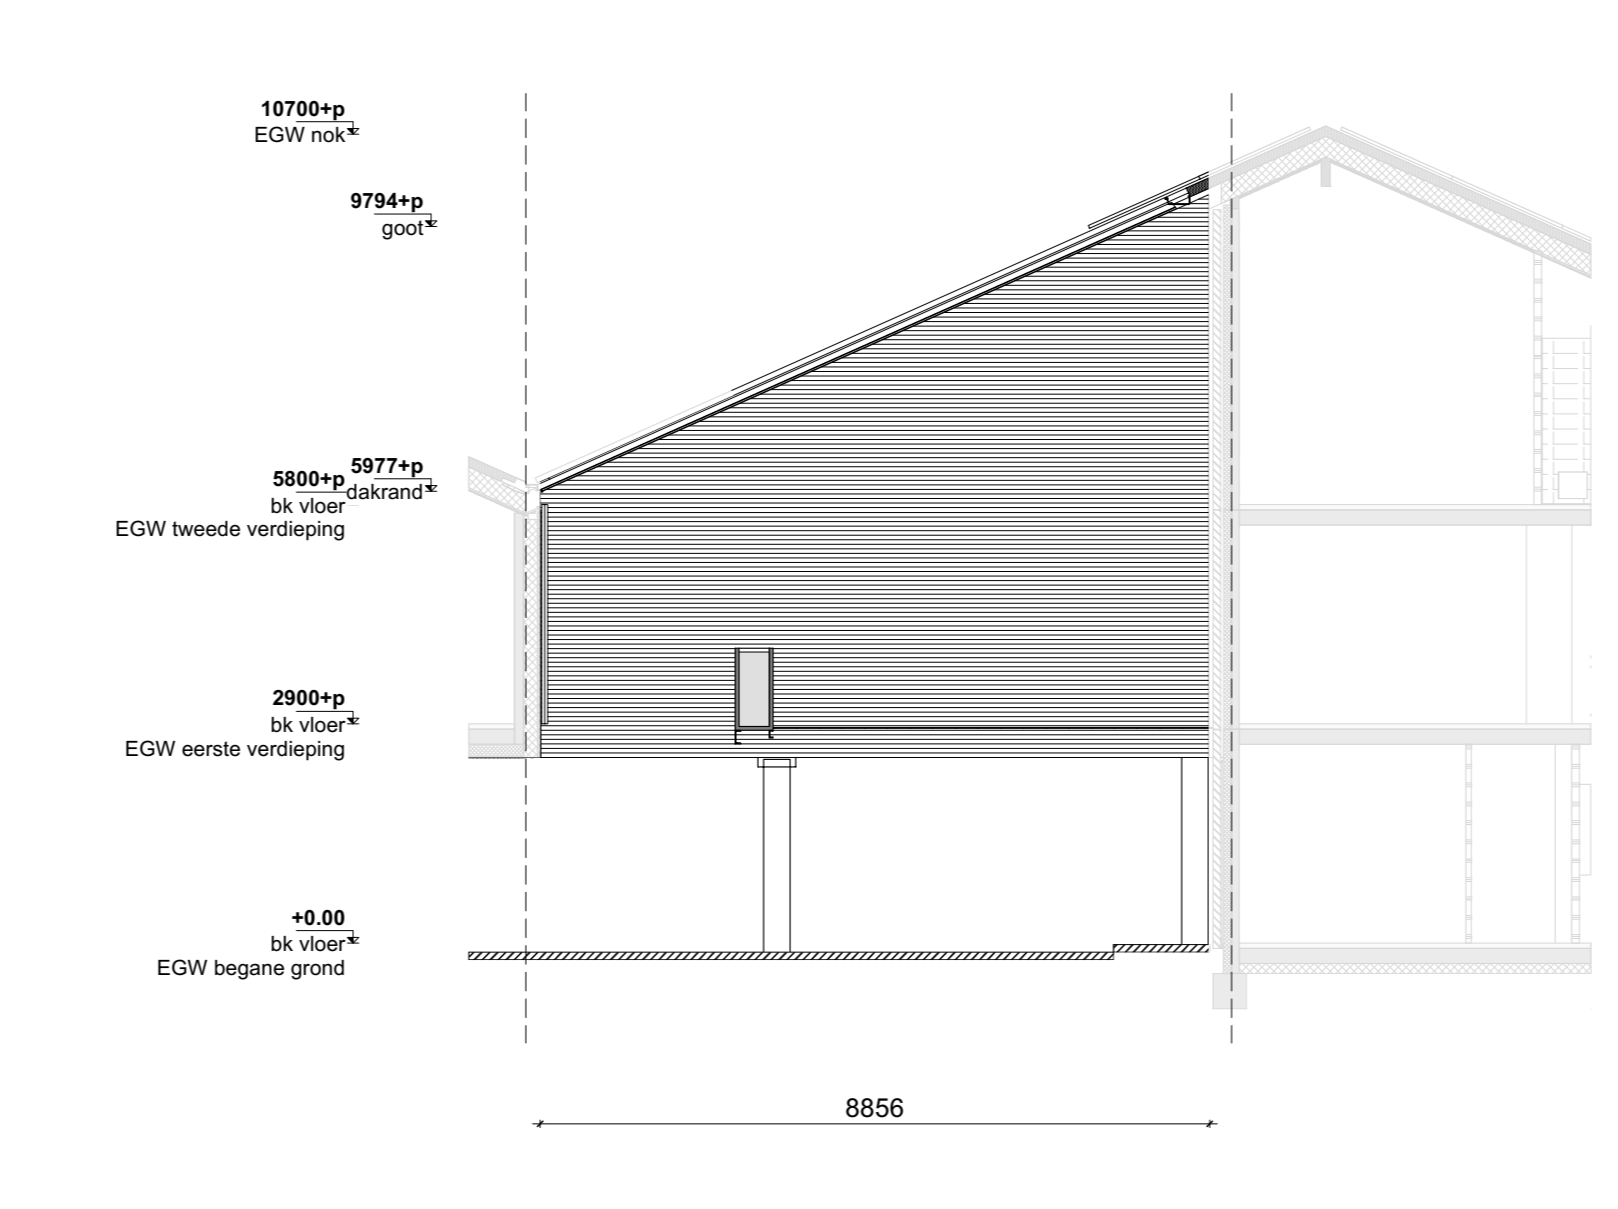 10700+p
EGW nok
9794+p
goot
5977+p
dakrand
5800+p
bk vloer
EGW tweede verdieping
2900+p
bk vloer
EGW eerste verdieping
+0.00
bk vloer
EGW begane grond
8856